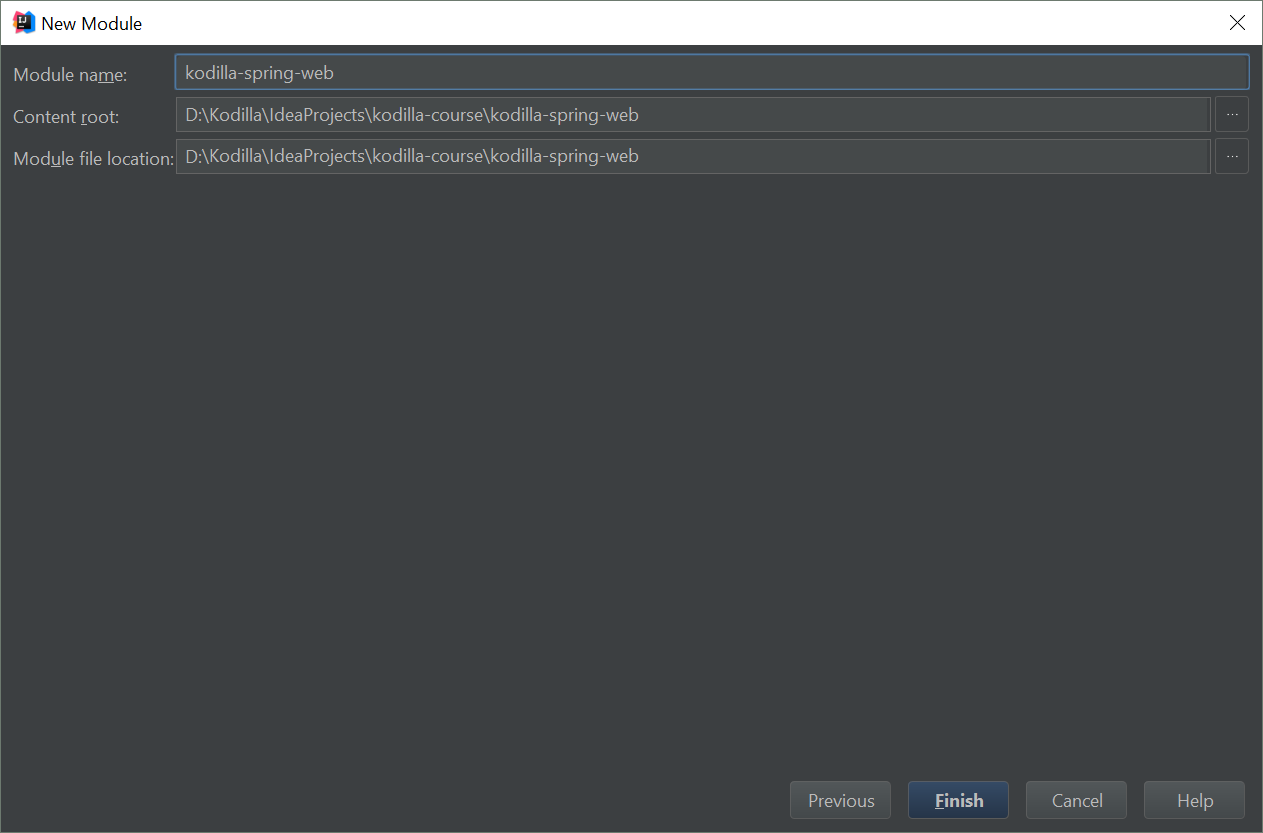 New Module
Module name: kodilla-spring-web
Content root: D:\Kodilla\IdeaProjects\kodilla-course\kodilla-spring-web ...
Module file location: D:\Kodilla\IdeaProjects\kodilla-course\kodilla-spring-web ...
Previous Finish Cancel Help